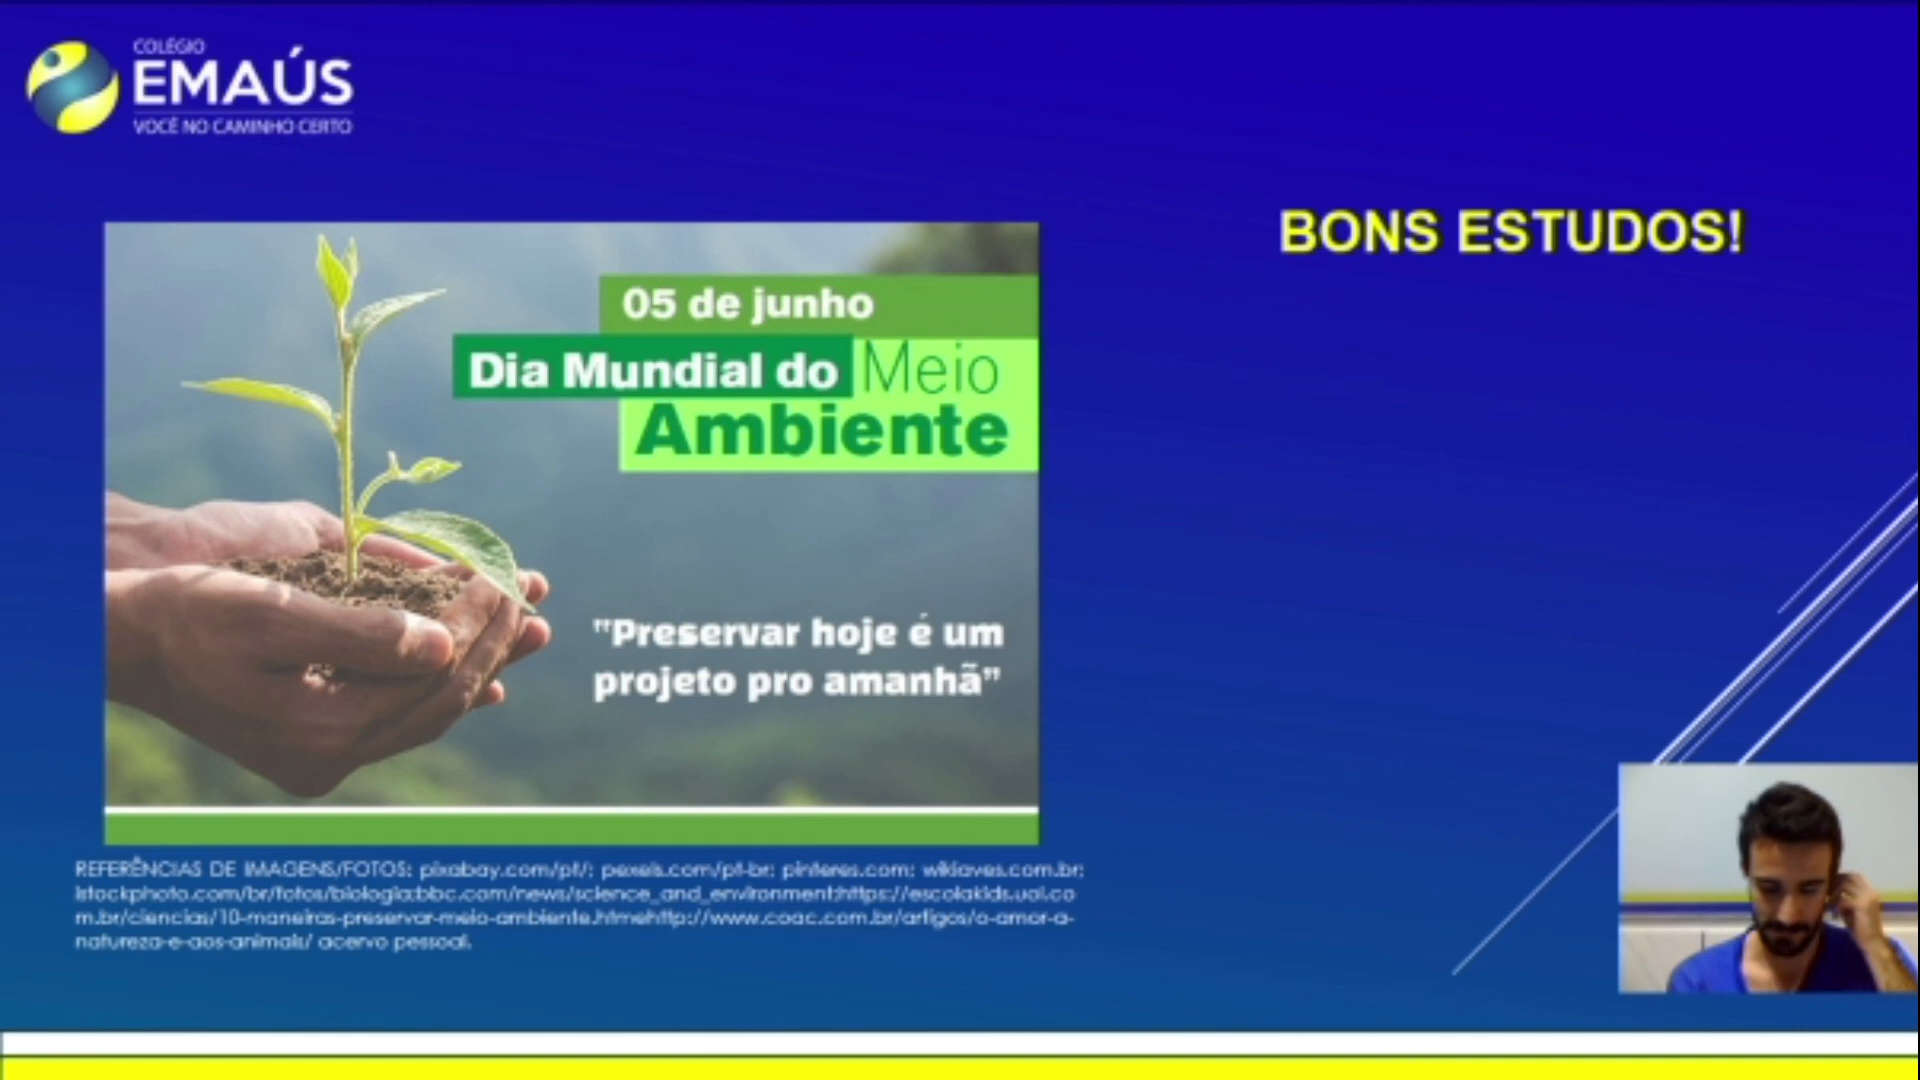 COLÉGIO
EMAÚS
VOCÊ NO CAMINHO CERTO
BONS ESTUDOS!
05 de junho
Dia Mundial do Meio
Ambiente
"Preservar hoje é um
projeto pro amanhã"
REFERÊNCIAS DE IMAGENS/FOTOS: pixabay.com/pt/; pexels.com/pt-br; pinteres.com; wikiaves.com.br;
istockphoto.com/br/fotos/biologia;bbc.com/news/science_and_environment;https://escolakids.uol.co
m.br/ciencias/10-maneiras-preservar-meio-ambiente.htmehttp://www.coac.com.br/artigos/o-amor-a-
natureza-e-aos-animais/ acervo pessoal.